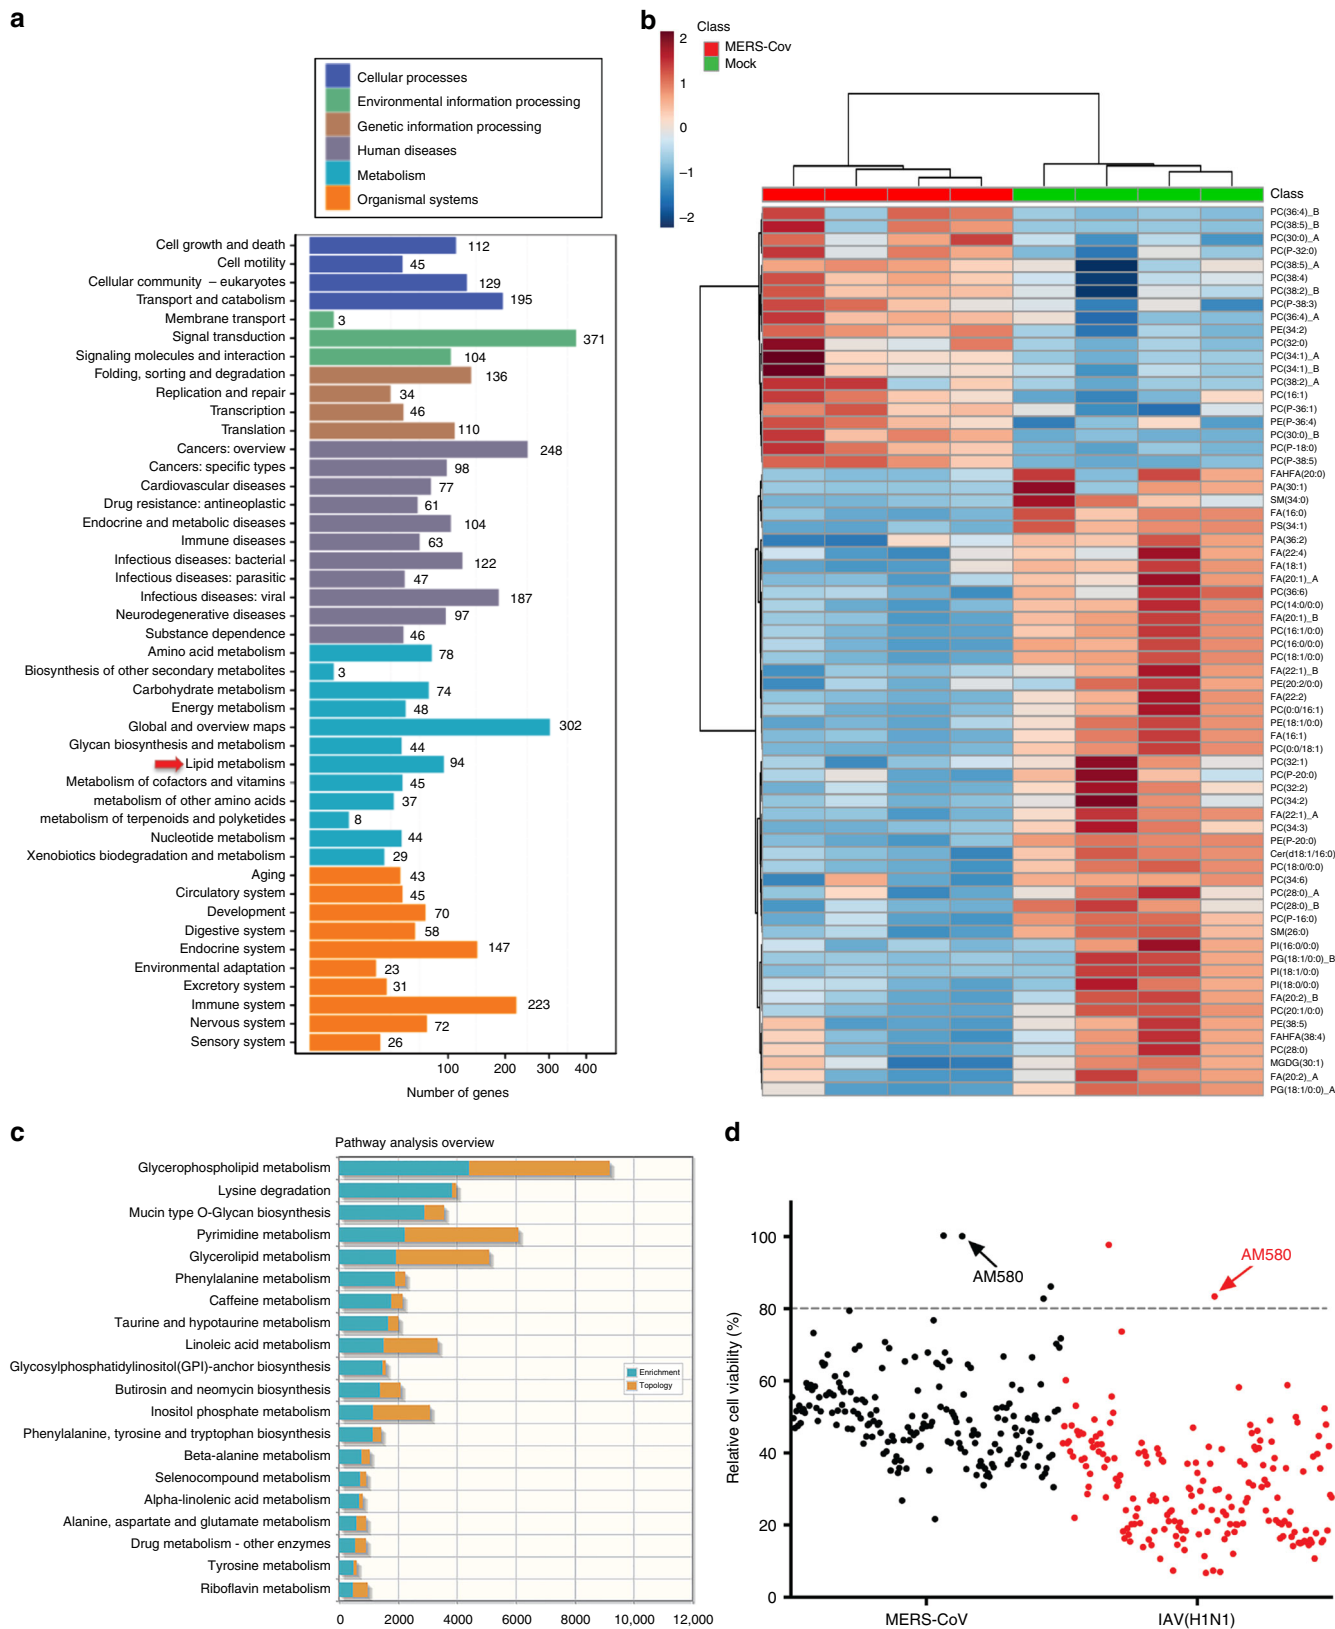 a
Cellular processes
Environmental information processing
Genetic information processing
Human diseases
Metabolism
Organismal systems
Cell growth and death 112
Cell motility 45
Cellular community – eukaryotes 129
Transport and catabolism 195
Membrane transport 3
Signal transduction 371
Signaling molecules and interaction 104
Folding, sorting and degradation 136
Replication and repair 34
Transcription 46
Translation 110
Cancers: overview 248
Cancers: specific types 98
Cardiovascular diseases 77
Drug resistance: antineoplastic 61
Endocrine and metabolic diseases 104
Immune diseases 63
Infectious diseases: bacterial 122
Infectious diseases: parasitic 47
Infectious diseases: viral 187
Neurodegenerative diseases 97
Substance dependence 46
Amino acid metabolism 78
Biosynthesis of other secondary metabolites 3
Carbohydrate metabolism 74
Energy metabolism 48
Global and overview maps 302
Glycan biosynthesis and metabolism 44
Lipid metabolism 94
Metabolism of cofactors and vitamins 45
metabolism of other amino acids 37
metabolism of terpenoids and polyketides 8
Nucleotide metabolism 44
Xenobiotics biodegradation and metabolism 29
Aging 43
Circulatory system 45
Development 70
Digestive system 58
Endocrine system 147
Environmental adaptation 23
Excretory system 31
Immune system 223
Nervous system 72
Sensory system 26
100 200 300 400
Number of genes
b
2
1
0
−1
−2
Class
MERS-Cov
Mock
Class
PC(36:4)_B
PC(38:5)_B
PC(30:0)_A
PC(P-32:0)
PC(38:5)_A
PC(38:4)
PC(38:2)_B
PC(P-38:3)
PC(36:4)_A
PE(34:2)
PC(32:0)
PC(34:1)_A
PC(34:1)_B
PC(38:2)_A
PC(16:1)
PC(P-36:1)
PE(P-36:4)
PC(30:0)_B
PC(P-18:0)
PC(P-38:5)
FAHFA(20:0)
PA(30:1)
SM(34:0)
FA(16:0)
PS(34:1)
PA(36:2)
FA(22:4)
FA(18:1)
FA(20:1)_A
PC(36:6)
PC(14:0/0:0)
FA(20:1)_B
PC(16:1/0:0)
PC(16:0/0:0)
PC(18:1/0:0)
FA(22:1)_B
PE(20:2/0:0)
FA(22:2)
PC(0:0/16:1)
PE(18:1/0:0)
FA(16:1)
PC(0:0/18:1)
PC(32:1)
PC(P-20:0)
PC(32:2)
PC(34:2)
FA(22:1)_A
PC(34:3)
PE(P-20:0)
Cer(d18:1/16:0)
PC(18:0/0:0)
PC(34:6)
PC(28:0)_A
PC(28:0)_B
PC(P-16:0)
SM(26:0)
PI(16:0/0:0)
PG(18:1/0:0)_B
PI(18:1/0:0)
PI(18:0/0:0)
FA(20:2)_B
PC(20:1/0:0)
PE(38:5)
FAHFA(38:4)
PC(28:0)
MGDG(30:1)
FA(20:2)_A
PG(18:1/0:0)_A
c
Pathway analysis overview
Glycerophospholipid metabolism
Lysine degradation
Mucin type O-Glycan biosynthesis
Pyrimidine metabolism
Glycerolipid metabolism
Phenylalanine metabolism
Caffeine metabolism
Taurine and hypotaurine metabolism
Linoleic acid metabolism
Glycosylphosphatidylinositol(GPI)-anchor biosynthesis
Butirosin and neomycin biosynthesis
Inositol phosphate metabolism
Phenylalanine, tyrosine and tryptophan biosynthesis
Beta-alanine metabolism
Selenocompound metabolism
Alpha-linolenic acid metabolism
Alanine, aspartate and glutamate metabolism
Drug metabolism - other enzymes
Tyrosine metabolism
Riboflavin metabolism
Enrichment
Topology
0 2000 4000 6000 8000 10,000 12,000
d
Relative cell viability (%)
100
80
60
40
20
0
AM580
AM580
MERS-CoV IAV(H1N1)